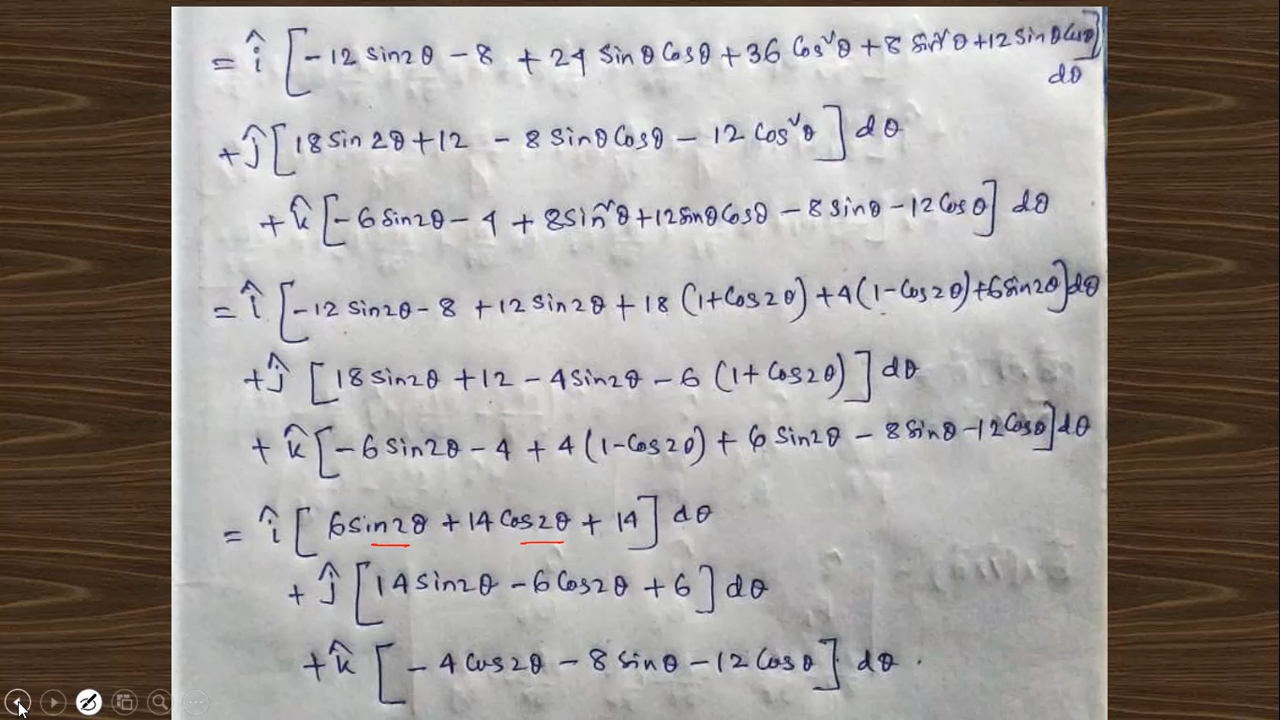 = î [ -12 sin2θ - 8 + 24 sinθ cosθ + 36 cos²θ + 8 sin²θ + 12 sinθ cosθ]
dθ
+ ĵ [18 sin 2θ + 12 - 8 sinθ cosθ - 12 cos²θ ] dθ
+ k̂ [-6 sin2θ - 4 + 8 sin²θ + 12 sinθ cosθ - 8 sinθ - 12 cosθ] dθ
= î [-12 sin2θ - 8 + 12 sin2θ + 18 (1+cos2θ) + 4 (1-cos2θ) + 6 sin2θ] dθ
+ ĵ [18 sin2θ + 12 - 4 sin2θ - 6 (1+ cos2θ) ] dθ
+ k̂ [-6 sin2θ - 4 + 4 (1-cos2θ) + 6 sin2θ - 8 sinθ - 12 cosθ] dθ
= î [ 6 sin2θ + 14 cos2θ + 14 ] dθ
+ ĵ [14 sin2θ - 6 cos2θ + 6 ] dθ
+ k̂ [ - 4 cos2θ - 8 sinθ - 12 cosθ ] dθ .